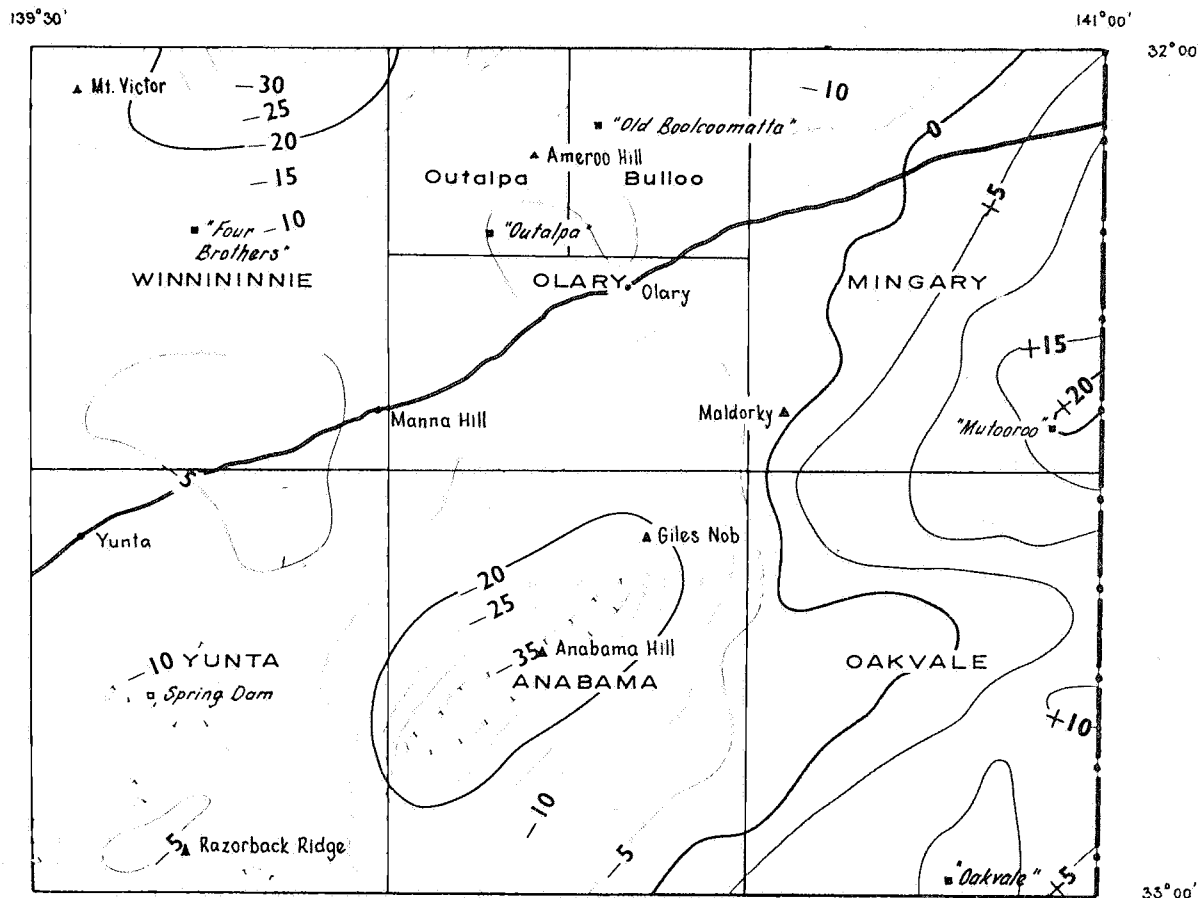 139°30'
141°00'
32°00
Mt. Victor
-30
-25
-20
-15
-10
"Four
Brothers"
WINNININNIE
-10
"Old Boolcoomatta"
Ameroo Hill
Outalpa
Bulloo
"Outalpa"
0
+5
OLARY
Olary
MINGARY
+15
+20
"Mutooroo"
Maldorky
Manna Hill
5
Yunta
Giles Nob
-20
-25
-35
Anabama Hill
ANABAMA
-10
YUNTA
Spring Dam
OAKVALE
+10
-10
-5
Razorback Ridge
-5
"Oakvale"
+5
33°00'